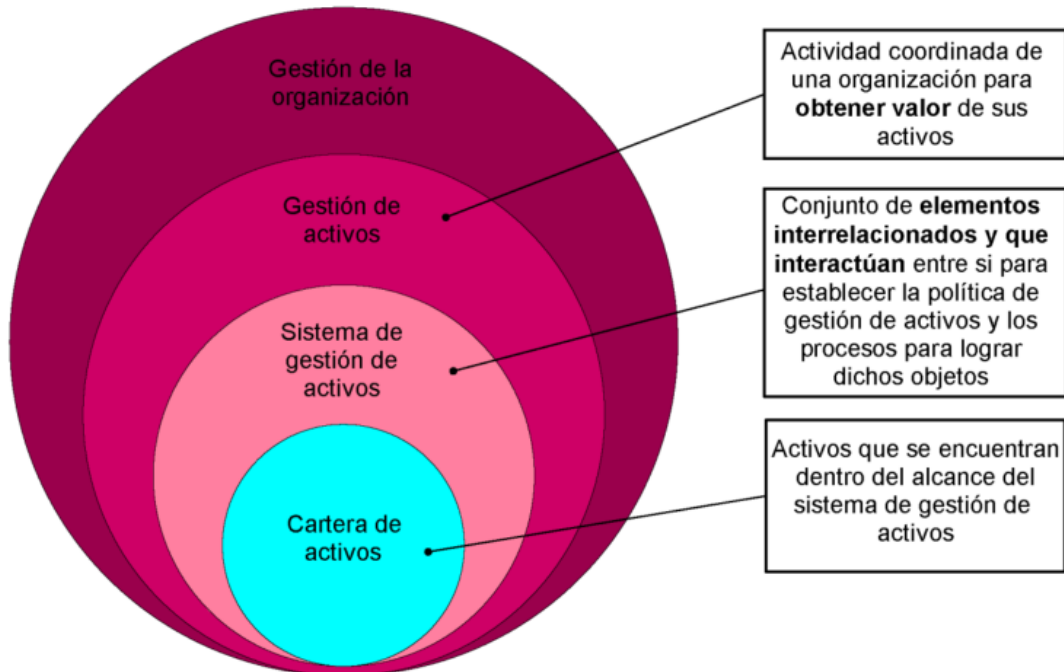 Gestión de la
organización
Gestión de
activos
Sistema de
gestión de
activos
Cartera de
activos
Actividad coordinada de
una organización para
obtener valor de sus
activos
Conjunto de elementos
interrelacionados y que
interactúan entre si para
establecer la política de
gestión de activos y los
procesos para lograr
dichos objetos
Activos que se encuentran
dentro del alcance del
sistema de gestión de
activos